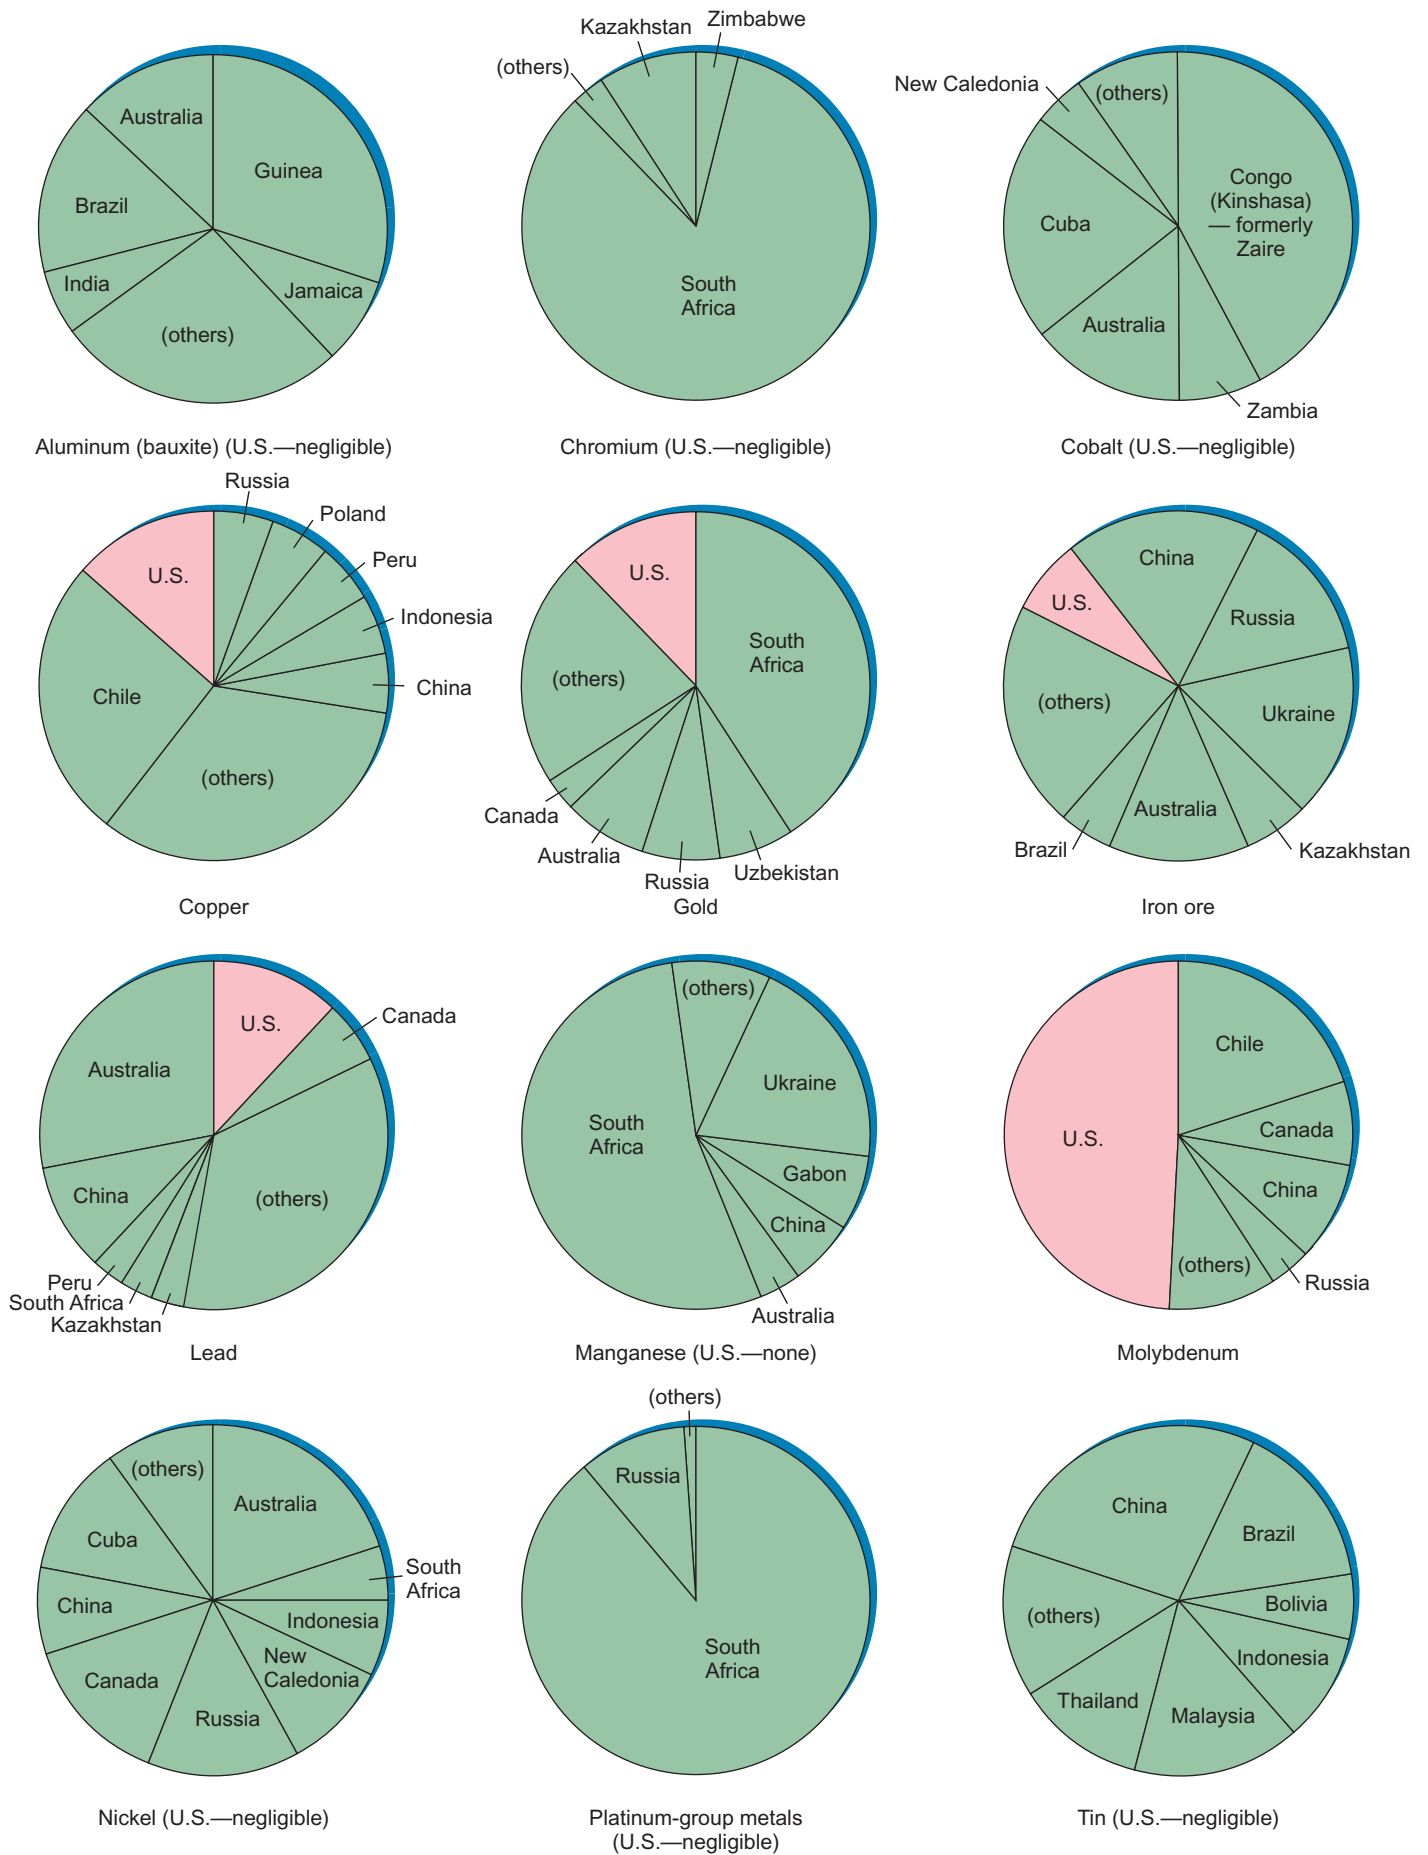 Australia
Guinea
Brazil
India
Jamaica
(others)
Aluminum (bauxite) (U.S.—negligible)
Zimbabwe
Kazakhstan
(others)
South
Africa
Chromium (U.S.—negligible)
New Caledonia
(others)
Congo
(Kinshasa)
— formerly
Zaire
Cuba
Australia
Zambia
Cobalt (U.S.—negligible)
Russia
Poland
Peru
U.S.
Indonesia
China
Chile
(others)
Copper
U.S.
South
Africa
(others)
Canada
Australia
Russia
Uzbekistan
Gold
China
U.S.
Russia
(others)
Ukraine
Australia
Brazil
Kazakhstan
Iron ore
U.S.
Canada
Australia
China
(others)
Peru
South Africa
Kazakhstan
Lead
(others)
Ukraine
South
Africa
Gabon
China
Australia
Manganese (U.S.—none)
Chile
U.S.
Canada
China
(others)
Russia
Molybdenum
(others)
Australia
Cuba
South
Africa
China
Indonesia
New
Caledonia
Canada
Russia
Nickel (U.S.—negligible)
(others)
Russia
South
Africa
Platinum-group metals
(U.S.—negligible)
China
Brazil
Bolivia
(others)
Indonesia
Thailand
Malaysia
Tin (U.S.—negligible)